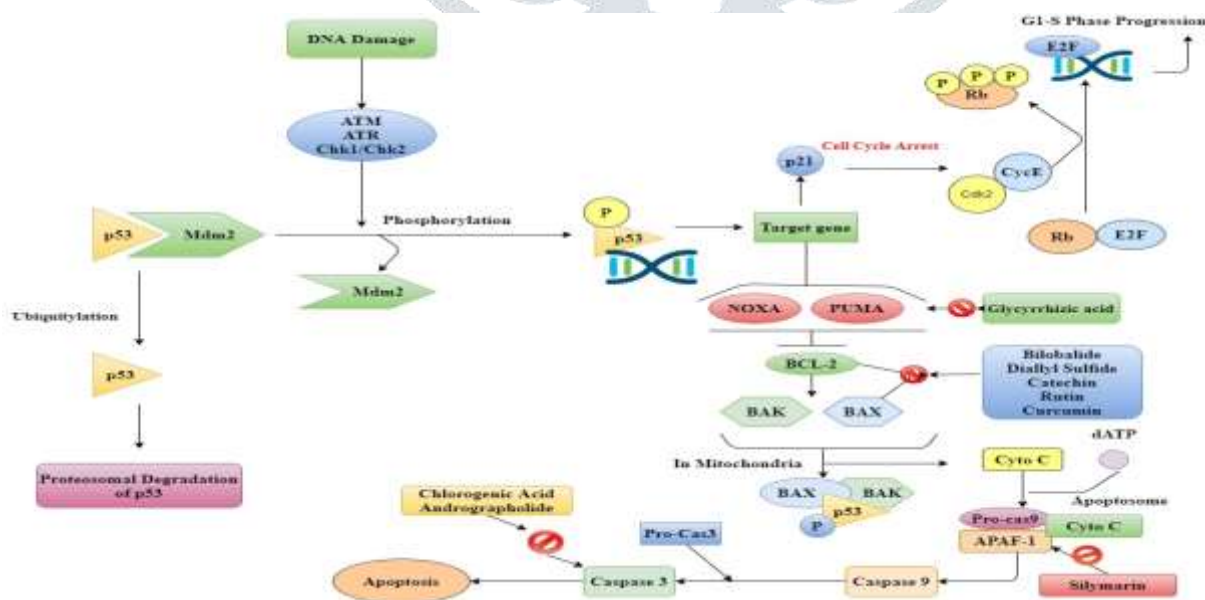 G1-S Phase Progression
DNA Damage
E2F
P P P
Rb
ATM
ATR
Chk1/Chk2
p21
Cell Cycle Arrest
CycE
Cdk2
p53
Mdm2
Phosphorylation
P
p53
Target gene
Rb
E2F
Mdm2
NOXA
PUMA
Glycyrrhizic acid
Ubiquitylation
p53
BCL-2
Bilobalide
Diallyl Sulfide
Catechin
Rutin
Curcumin
BAK
BAX
dATP
In Mitochondria
Cyto C
Proteosomal Degradation
of p53
Chlorogenic Acid
Andrographolide
BAX
BAK
p53
P
Apoptosome
Pro-cas9
Cyto C
APAF-1
Pro-Cas3
Apoptosis
Caspase 3
Caspase 9
Silymarin